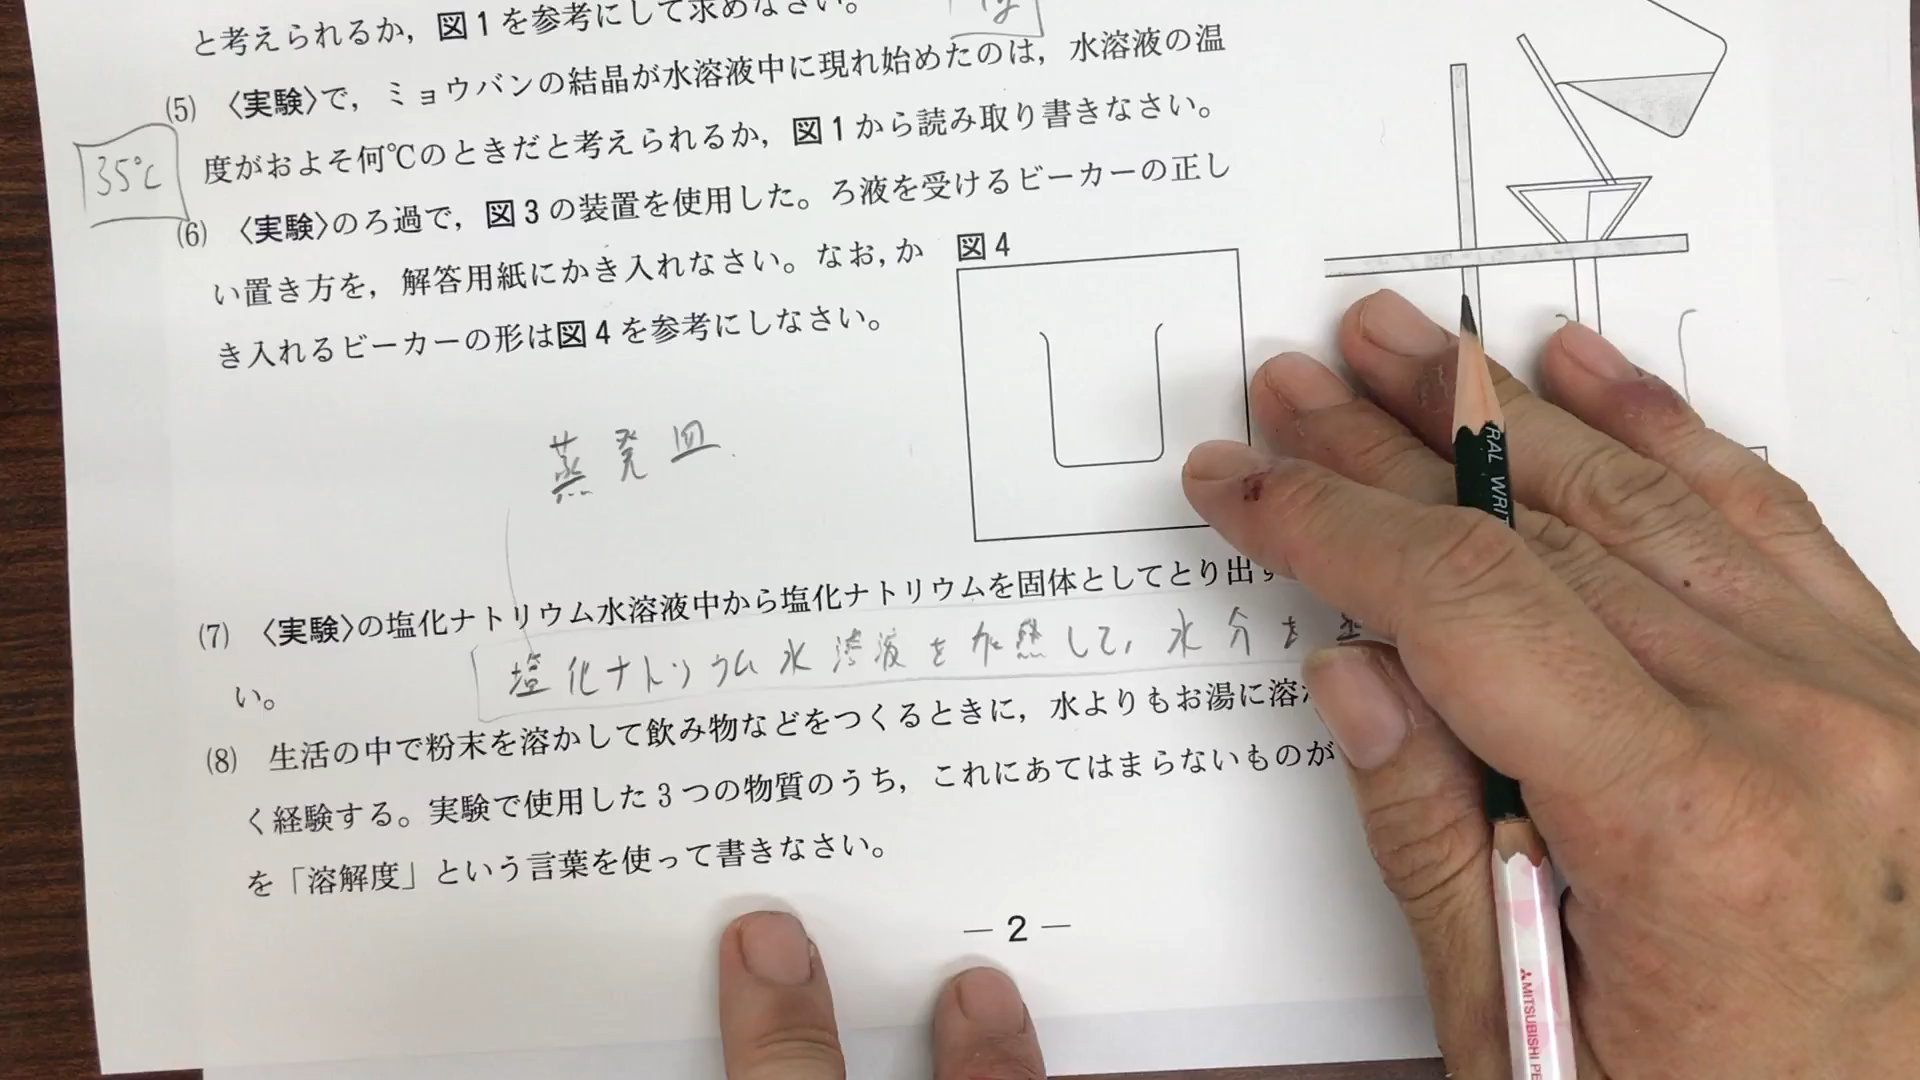 と考えられるか，図1を参考にして求めなさい。
(5) 〈実験〉で，ミョウバンの結晶が水溶液中に現れ始めたのは，水溶液の温
度がおよそ何℃のときだと考えられるか，図1から読み取り書きなさい。
35℃
(6) 〈実験〉のろ過で，図3の装置を使用した。ろ液を受けるビーカーの正し
い置き方を，解答用紙にかき入れなさい。なお，か
き入れるビーカーの形は図4を参考にしなさい。
図4
蒸発皿
(7) 〈実験〉の塩化ナトリウム水溶液中から塩化ナトリウムを固体としてとり出す
塩化ナトリウム水溶液を加熱して，水分を
い。
(8) 生活の中で粉末を溶かして飲み物などをつくるときに，水よりもお湯に溶
く経験する。実験で使用した3つの物質のうち，これにあてはまらないものが
を「溶解度」という言葉を使って書きなさい。
— 2 —
RAL WRIT
MITSUBISHI PE